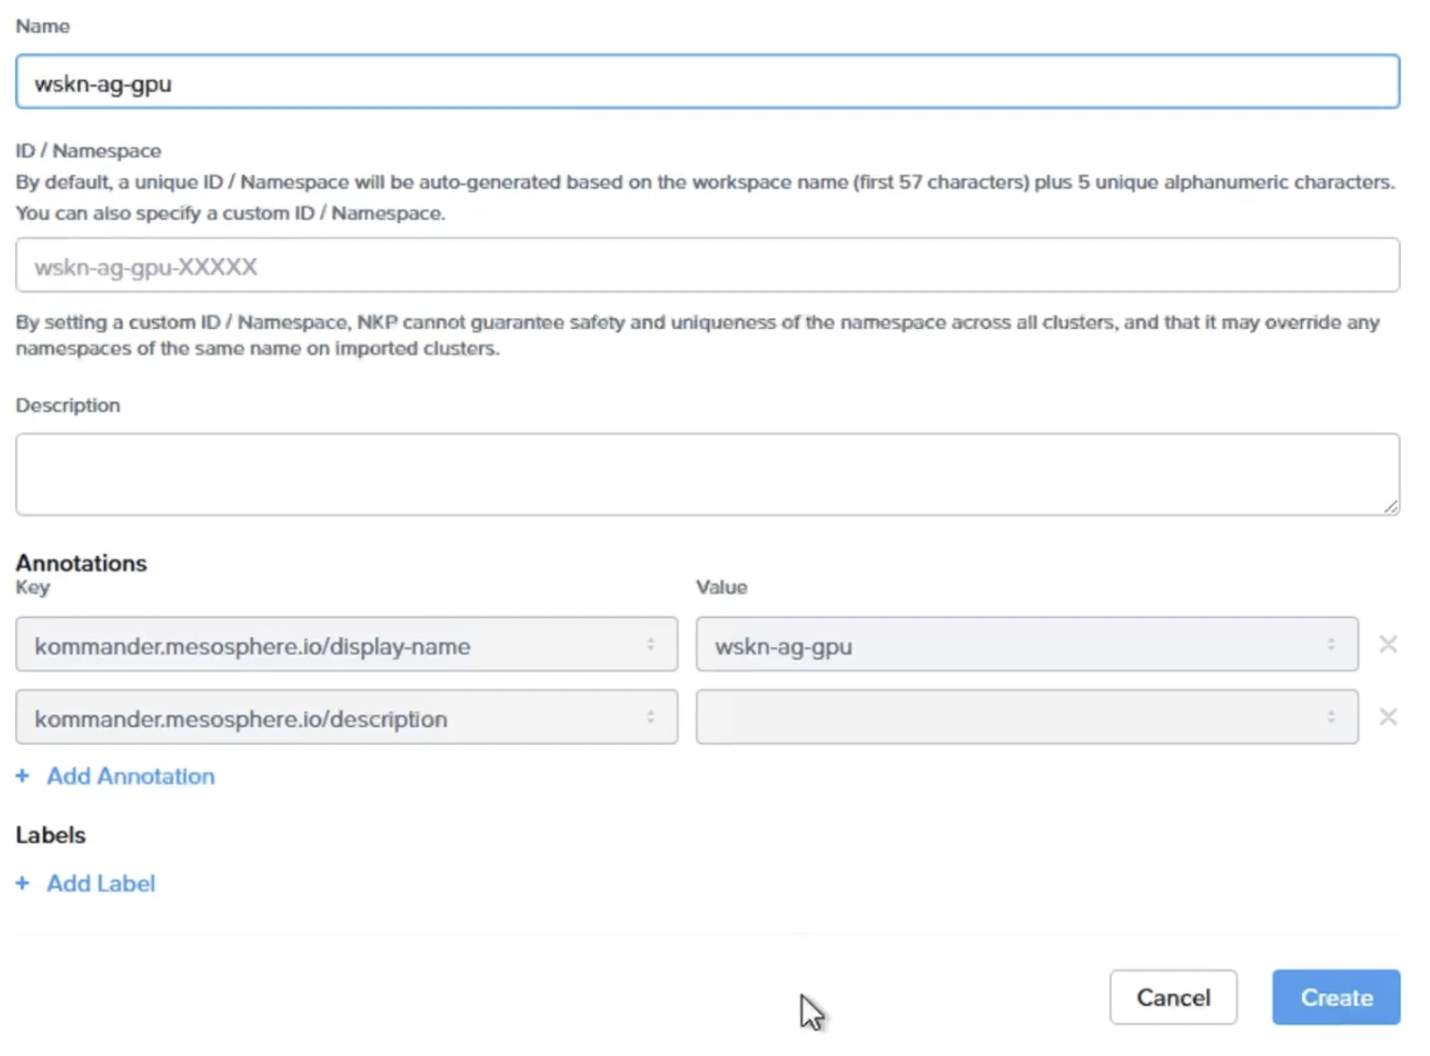 Name
wskn-ag-gpu
ID / Namespace
By default, a unique ID / Namespace will be auto-generated based on the workspace name (first 57 characters) plus 5 unique alphanumeric characters.
You can also specify a custom ID / Namespace.
wskn-ag-gpu-XXXXX
By setting a custom ID / Namespace, NKP cannot guarantee safety and uniqueness of the namespace across all clusters, and that it may override any
namespaces of the same name on imported clusters.
Description
Annotations
Key Value
kommander.mesosphere.io/display-name wskn-ag-gpu
kommander.mesosphere.io/description
+ Add Annotation
Labels
+ Add Label
Cancel Create